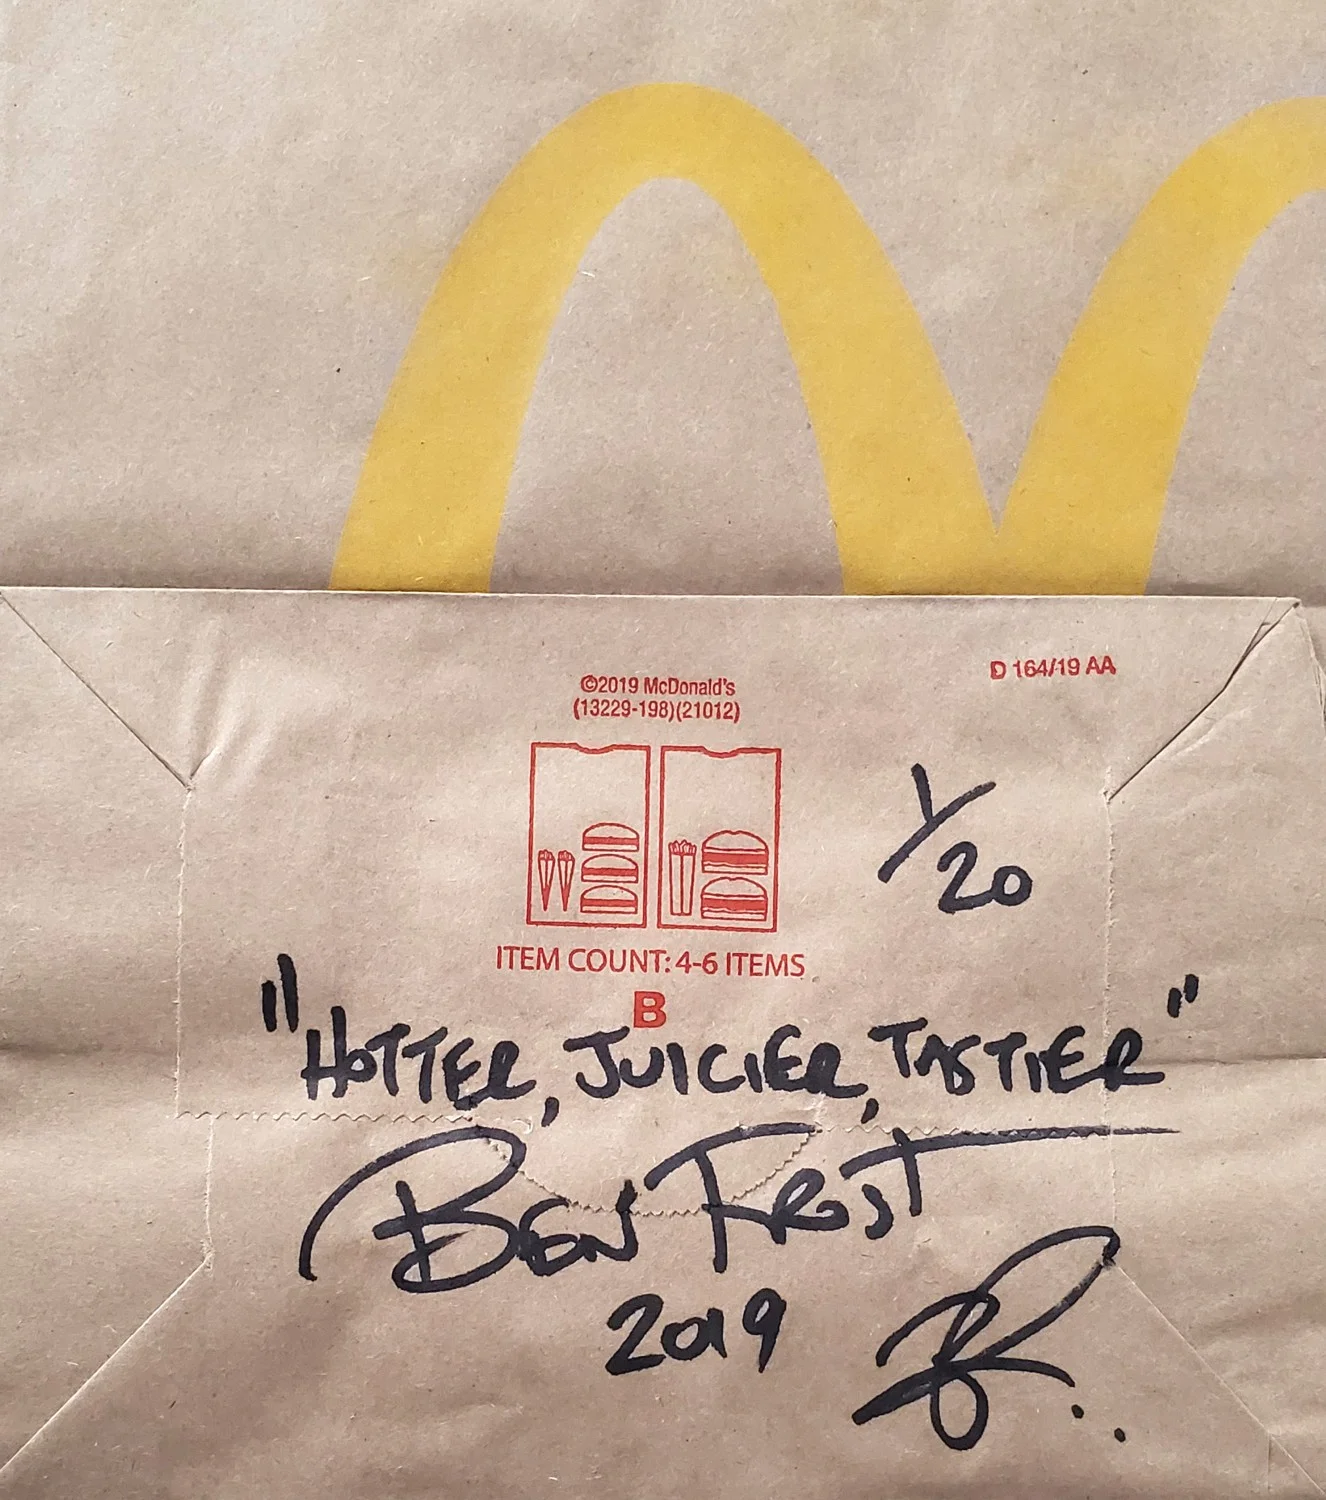 ©2019 McDonald's
(13229-198)(21012)
D 164/19 AA
1/20
ITEM COUNT: 4-6 ITEMS
B
"HOTTER, JUICIER, TASTIER"
BEN FROST
2019